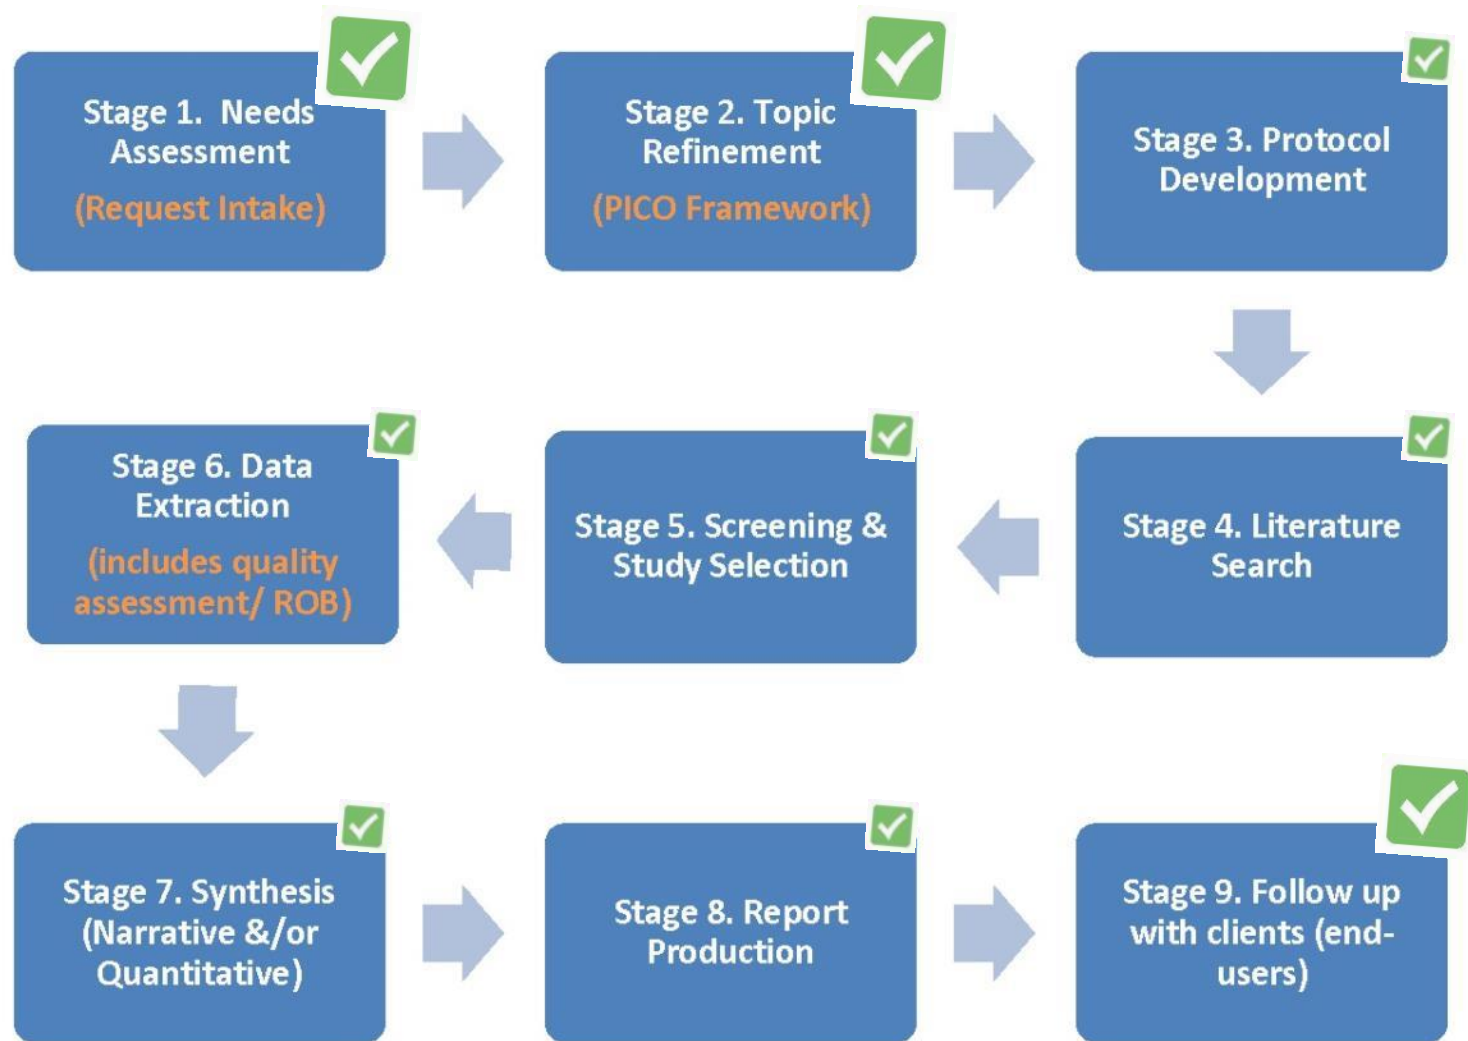 Stage 1.  Needs
Assessment
(Request Intake)
Stage 2. Topic
Refinement
(PICO Framework)
Stage 3. Protocol
Development
Stage 4. Literature
Search
Stage 5. Screening &
Study Selection
Stage 6. Data
Extraction
(includes quality
assessment/ ROB)
Stage 7. Synthesis
(Narrative &/or
Quantitative)
Stage 8. Report
Production
Stage 9. Follow up
with clients (end-
users)